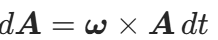 d𝑨 = 𝝎 × 𝑨 dt